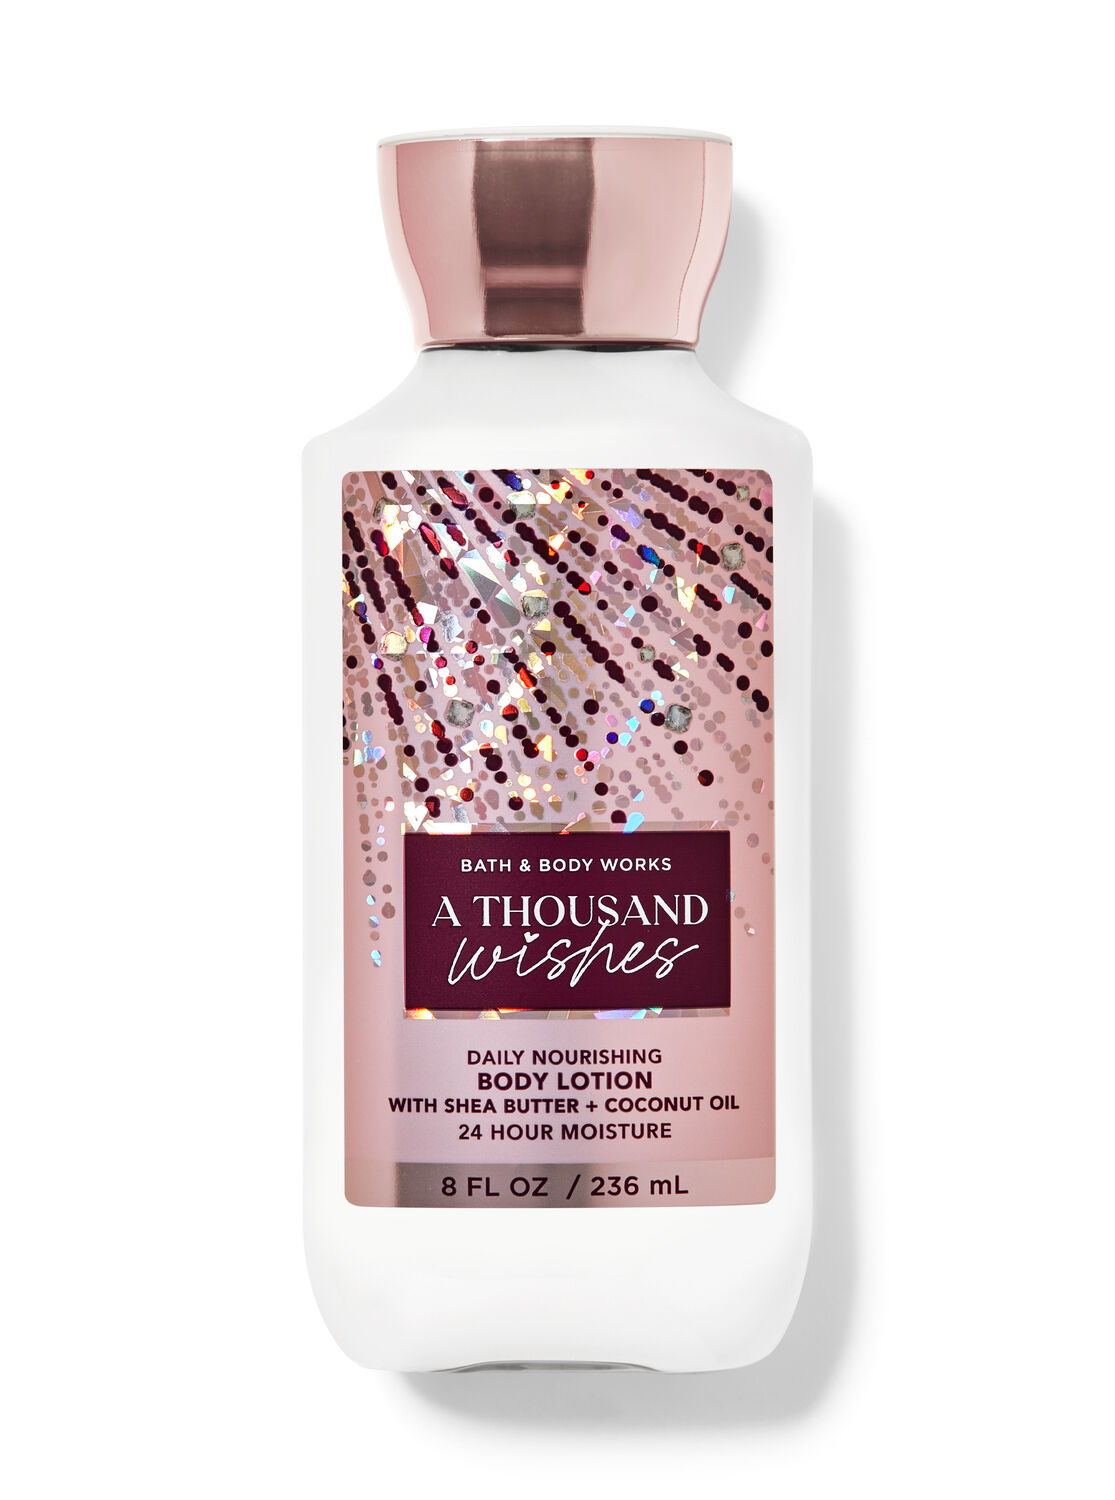 BATH & BODY WORKS
A THOUSAND
wishes
DAILY NOURISHING
BODY LOTION
WITH SHEA BUTTER + COCONUT OIL
24 HOUR MOISTURE
8 FL OZ / 236 mL